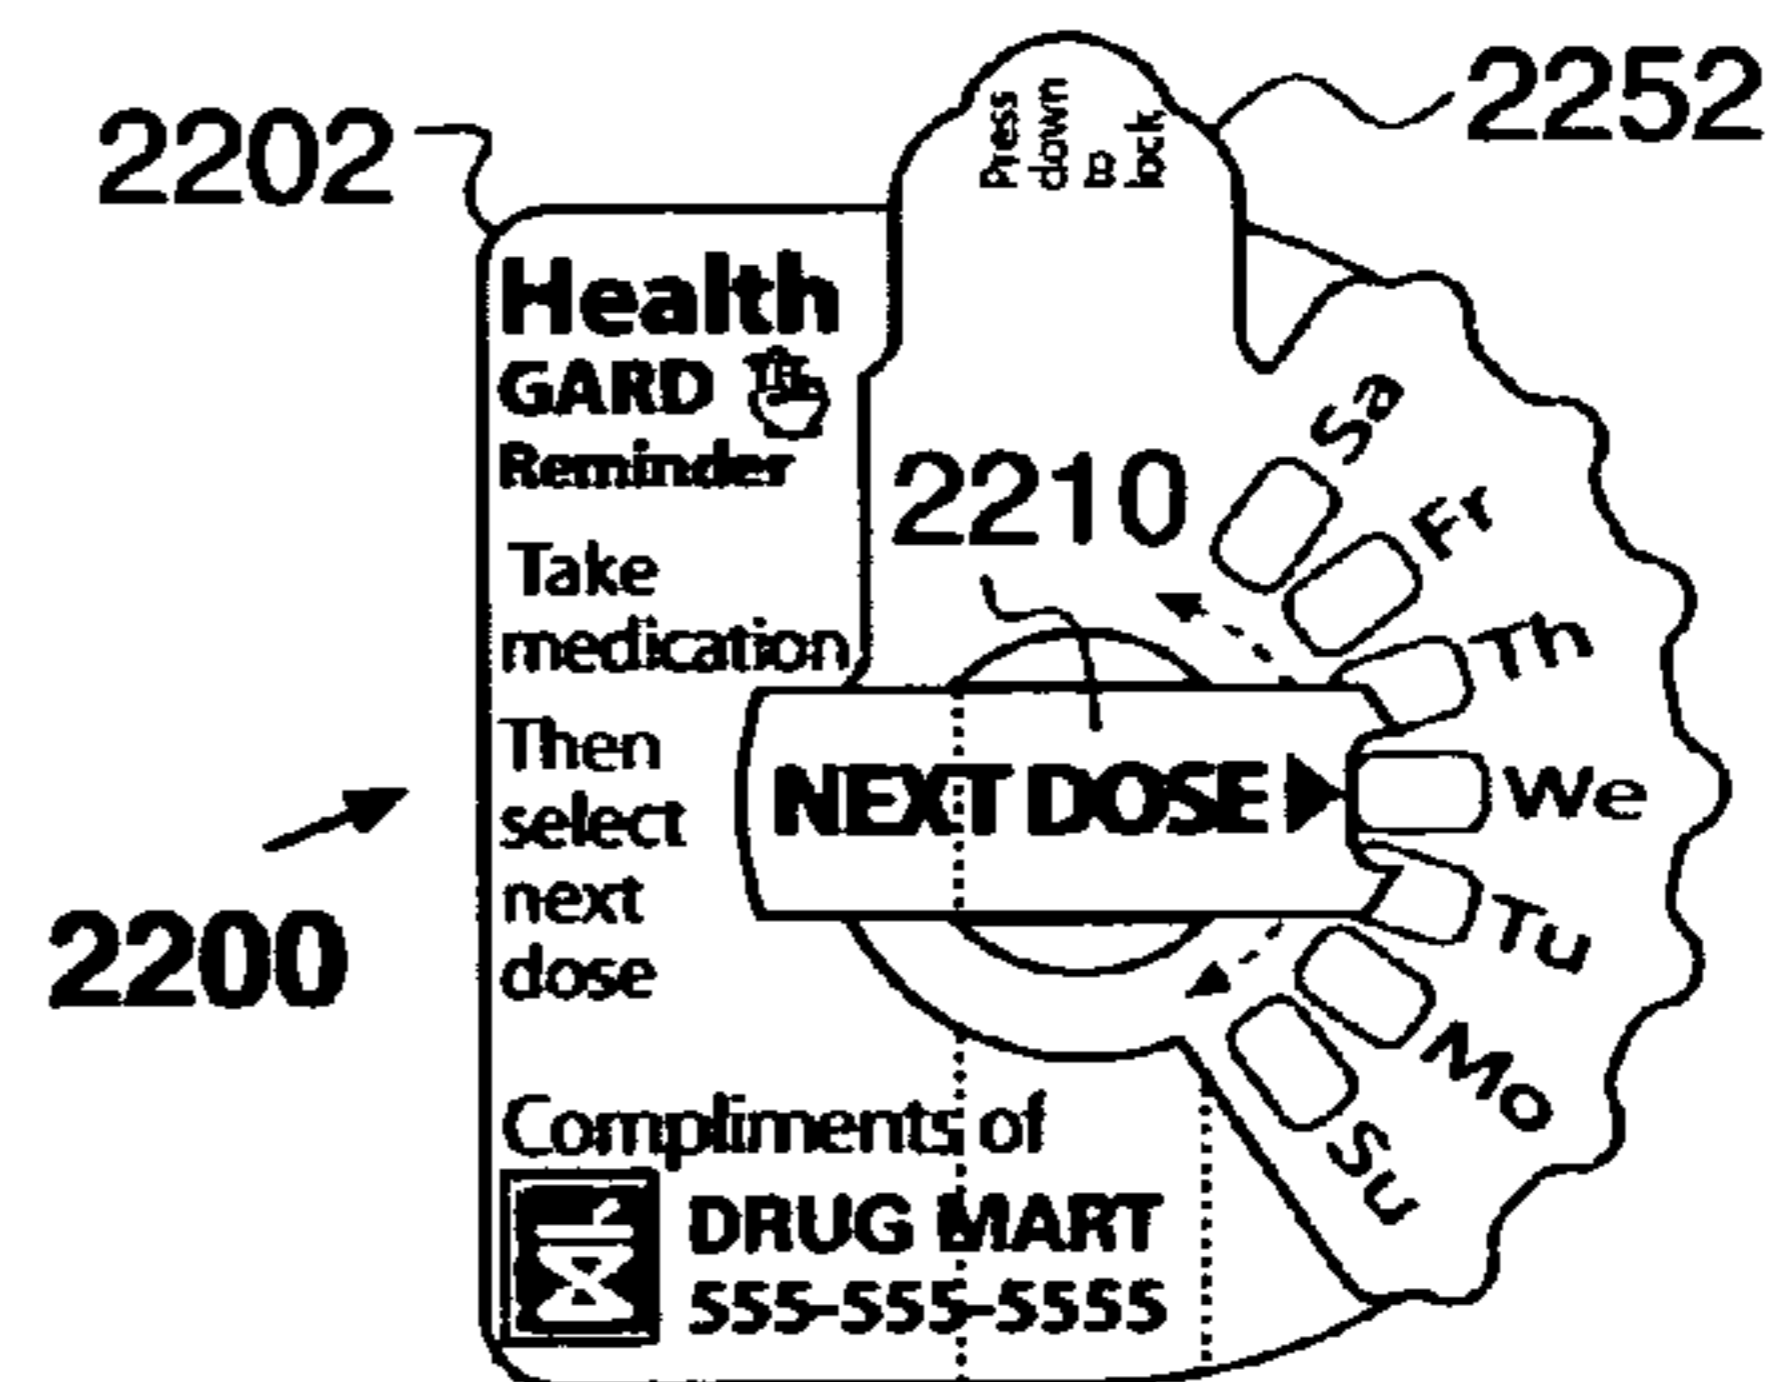 2202
2252
Press
down
to
lock
Health
GARD
Reminder
Sa
2210
Fr
Take
medication
Th
Then
select
next
dose
NEXT DOSE
We
2200
Tu
Mo
Su
Compliments of
DRUG MART
555-555-5555